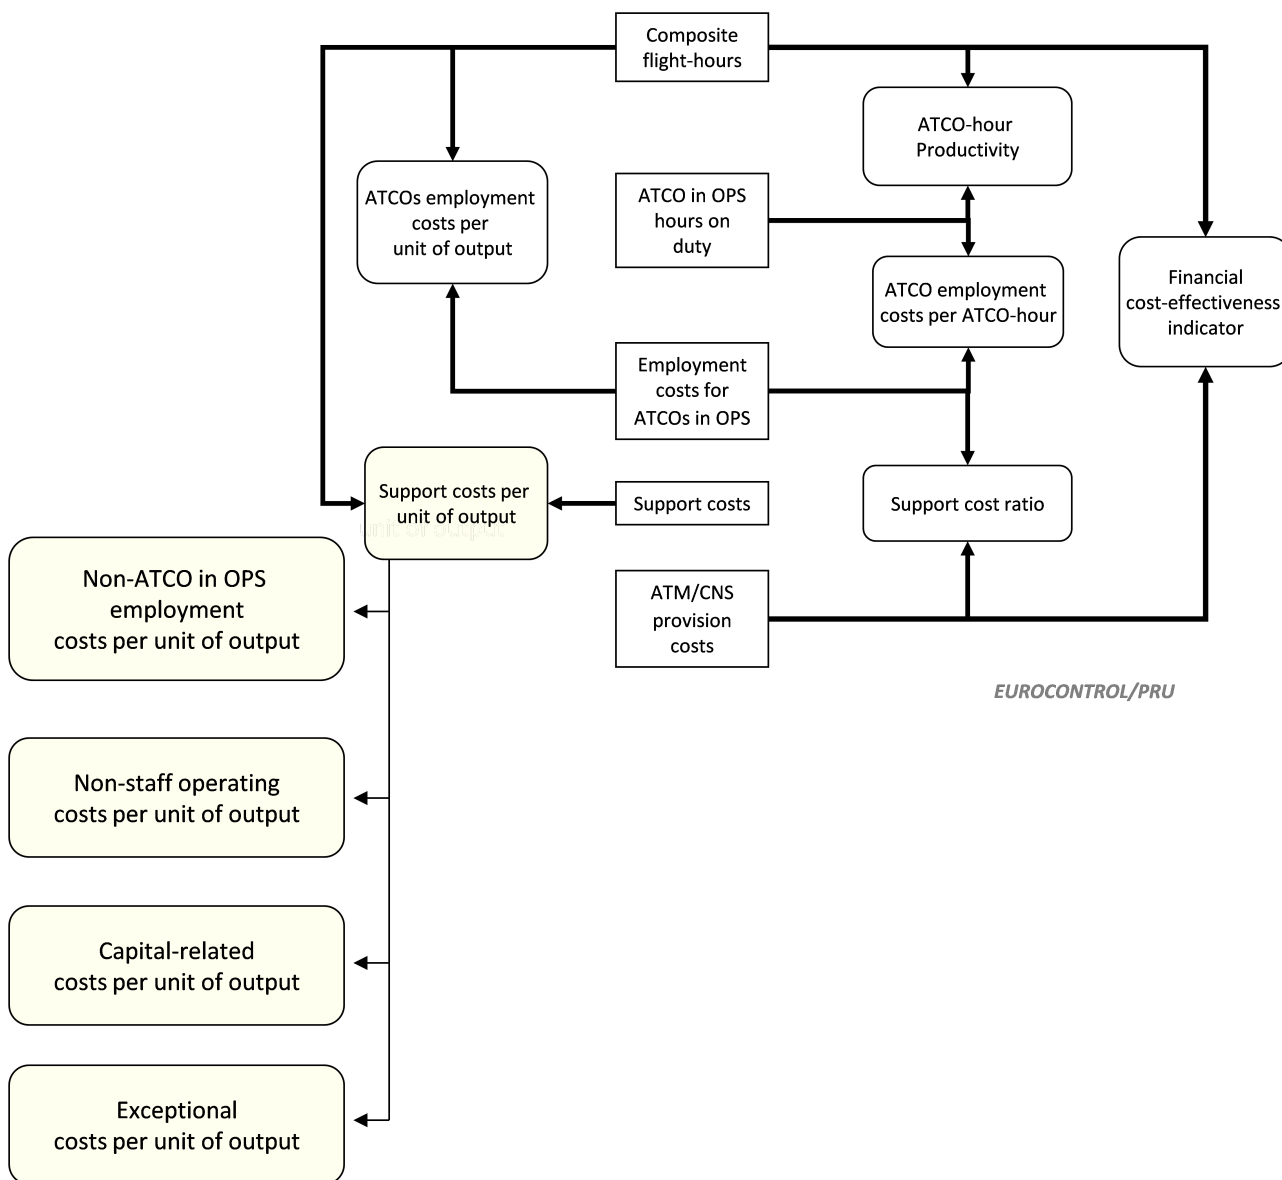 Composite
flight-hours
ATCO-hour
Productivity
ATCOs employment
costs per
unit of output
ATCO in OPS
hours on
duty
Financial
cost-effectiveness
indicator
ATCO employment
costs per ATCO-hour
Employment
costs for
ATCOs in OPS
Support costs per
unit of output
unit of output
Support costs
Support cost ratio
Non-ATCO in OPS
employment
costs per unit of output
ATM/CNS
provision
costs
EUROCONTROL/PRU
Non-staff operating
costs per unit of output
Capital-related
costs per unit of output
Exceptional
costs per unit of output